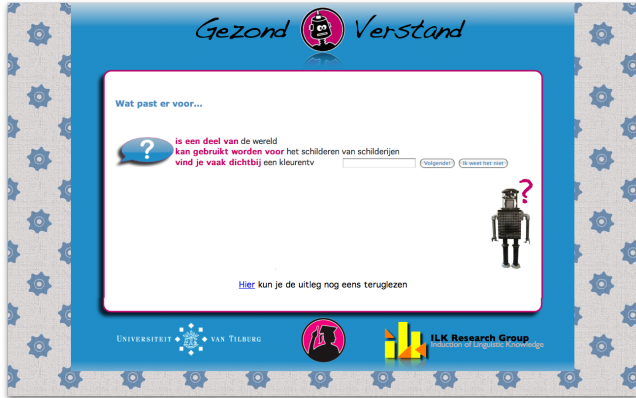 Gezond Verstand
Wat past er voor...
?
is een deel van de wereld
kan gebruikt worden voor het schilderen van schilderijen
vind je vaak dichtbij een kleurentv
Volgende! Ik weet het niet
?
Hier kun je de uitleg nog eens teruglezen
UNIVERSITEIT VAN TILBURG
ILK Research Group
Induction of Linguistic Knowledge